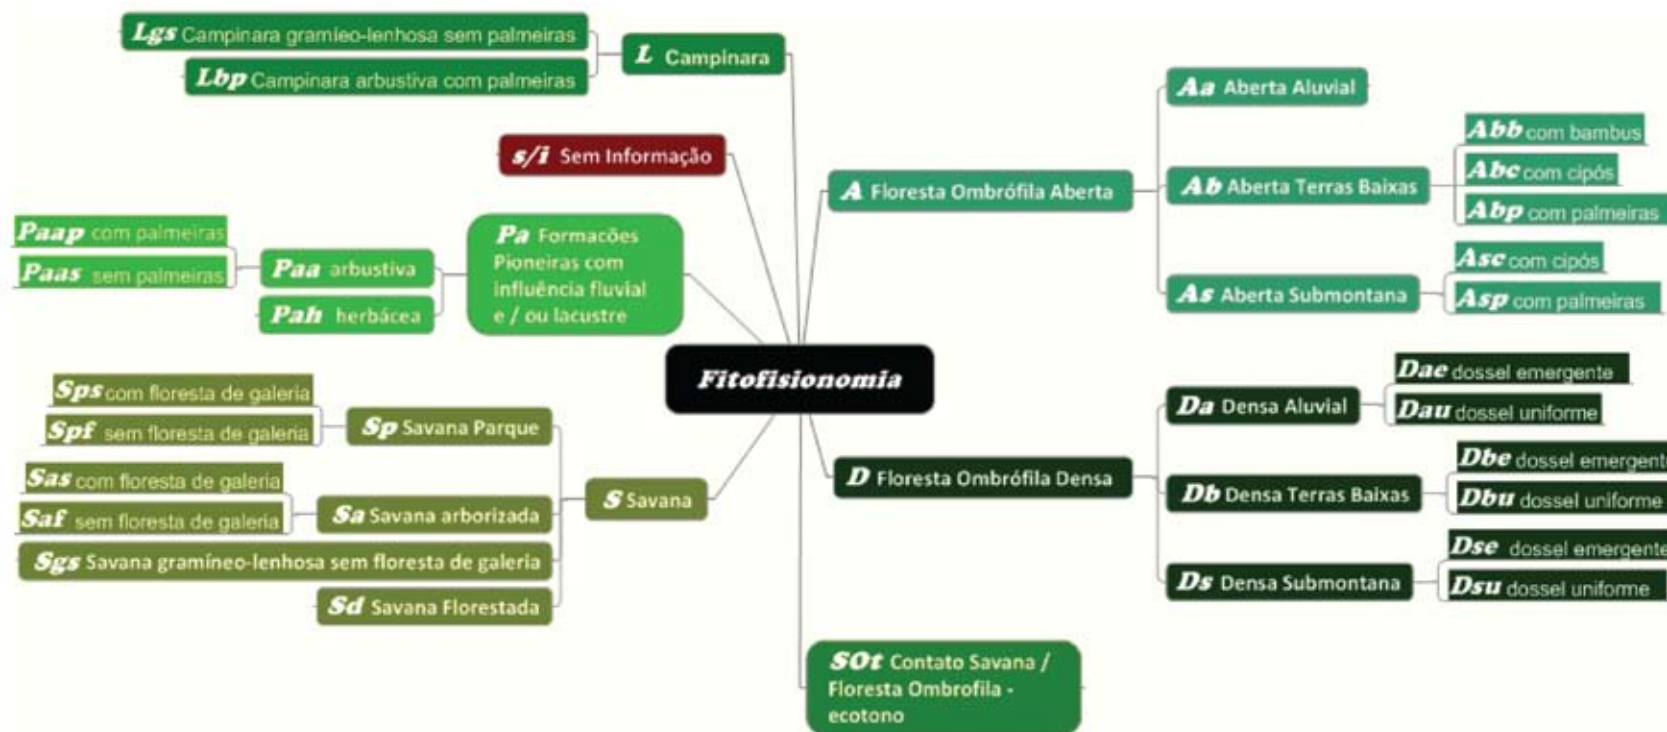 Lgs Campinara gramíeo-lenhosa sem palmeiras
Lbp Campinara arbustiva com palmeiras
L Campinara
s/i Sem Informação
Paap com palmeiras
Paas sem palmeiras
Paa arbustiva
Pah herbácea
Pa Formacões
Pioneiras com
influência fluvial
e / ou lacustre
Fitofisionomia
Sps com floresta de galeria
Spf sem floresta de galeria
Sp Savana Parque
Sas com floresta de galeria
Saf sem floresta de galeria
Sa Savana arborizada
Sgs Savana gramíneo-lenhosa sem floresta de galeria
Sd Savana Florestada
S Savana
A Floresta Ombrófila Aberta
Aa Aberta Aluvial
Ab Aberta Terras Baixas
Abb com bambus
Abc com cipós
Abp com palmeiras
As Aberta Submontana
Asc com cipós
Asp com palmeiras
D Floresta Ombrófila Densa
Da Densa Aluvial
Dae dossel emergente
Dau dossel uniforme
Db Densa Terras Baixas
Dbe dossel emergente
Dbu dossel uniforme
Ds Densa Submontana
Dse dossel emergente
Dsu dossel uniforme
SOt Contato Savana /
Floresta Ombrofila -
ecotono